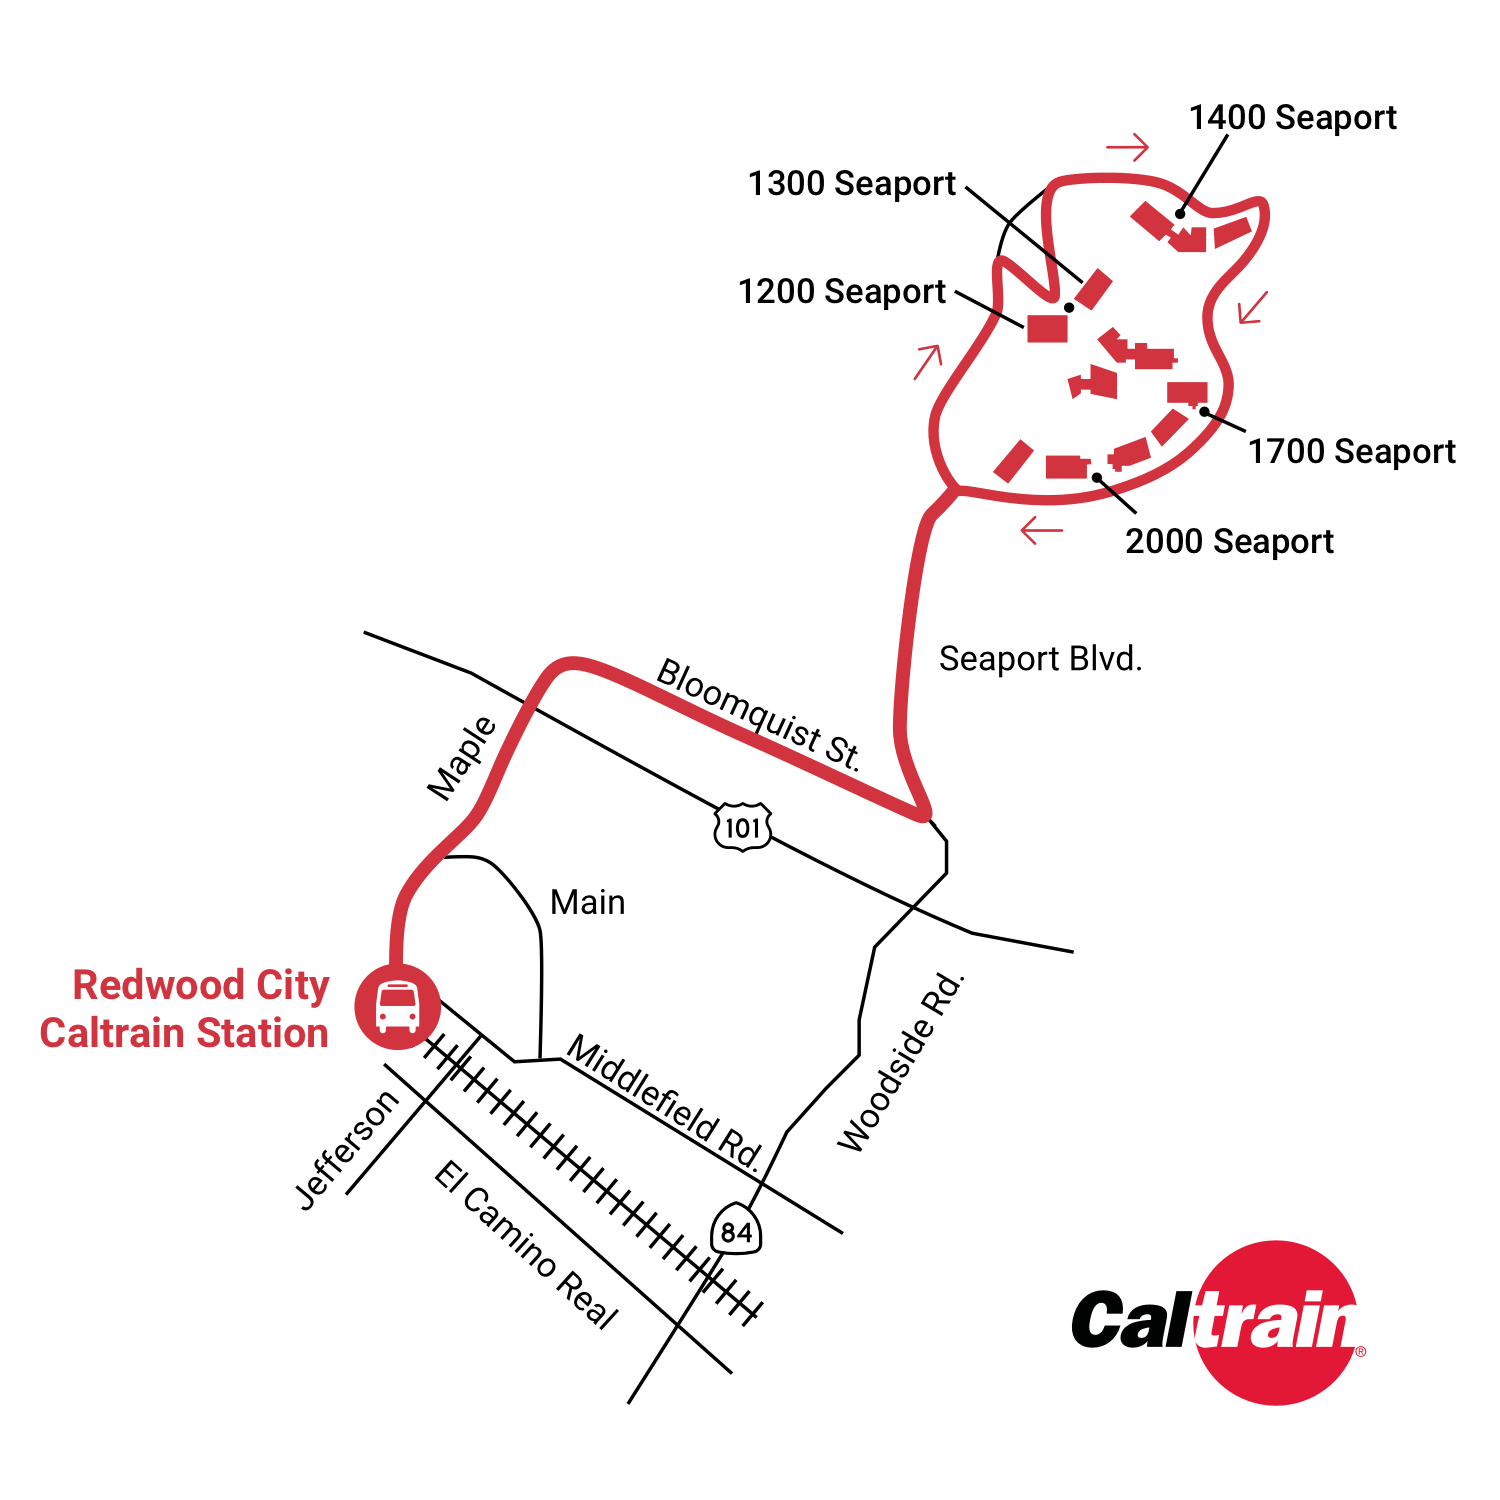 1400 Seaport
1300 Seaport
1200 Seaport
1700 Seaport
2000 Seaport
Seaport Blvd.
Bloomquist St.
Maple
101
Main
Redwood City
Caltrain Station
Middlefield Rd.
Woodside Rd.
Jefferson
El Camino Real
84
Caltrain®